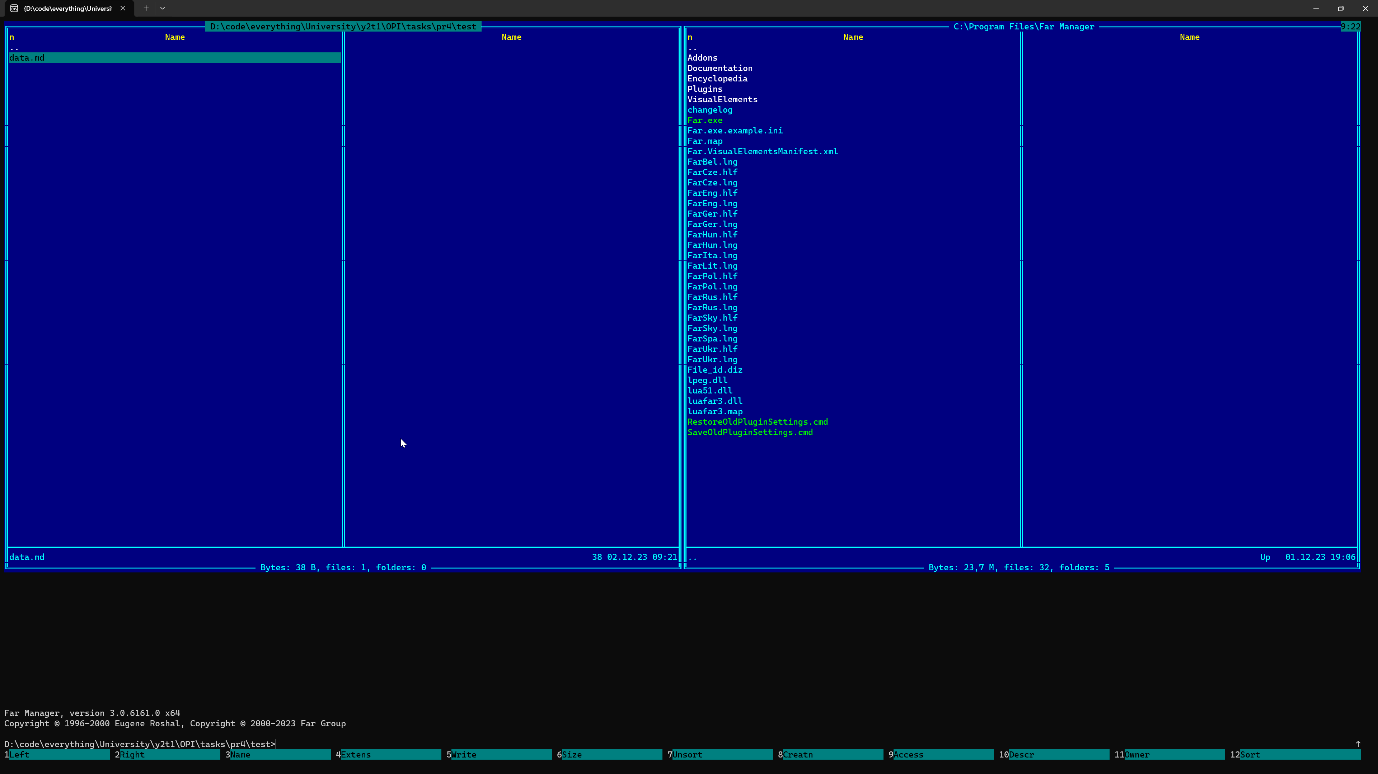 {D:\code\everything\Universi
D:\code\everything\University\y2t1\OPI\tasks\pr4\test
n Name Name
..
data.md
data.md 38 02.12.23 09:21
Bytes: 38 B, files: 1, folders: 0
C:\Program Files\Far Manager 9:22
n Name Name
..
Addons
Documentation
Encyclopedia
Plugins
VisualElements
changelog
Far.exe
Far.exe.example.ini
Far.map
Far.VisualElementsManifest.xml
FarBel.lng
FarCze.hlf
FarCze.lng
FarEng.hlf
FarEng.lng
FarGer.hlf
FarGer.lng
FarHun.hlf
FarHun.lng
FarIta.lng
FarLit.lng
FarPol.hlf
FarPol.lng
FarRus.hlf
FarRus.lng
FarSky.hlf
FarSky.lng
FarSpa.lng
FarUkr.hlf
FarUkr.lng
File_id.diz
lpeg.dll
lua51.dll
luafar3.dll
luafar3.map
RestoreOldPluginSettings.cmd
SaveOldPluginSettings.cmd
.. Up 01.12.23 19:06
Bytes: 23,7 M, files: 32, folders: 5
Far Manager, version 3.0.6161.0 x64
Copyright © 1996-2000 Eugene Roshal, Copyright © 2000-2023 Far Group
D:\code\everything\University\y2t1\OPI\tasks\pr4\test> ↑
1Left 2Right 3Name 4Extens 5Write 6Size 7Unsort 8Creatn 9Access 10Descr 11Owner 12Sort